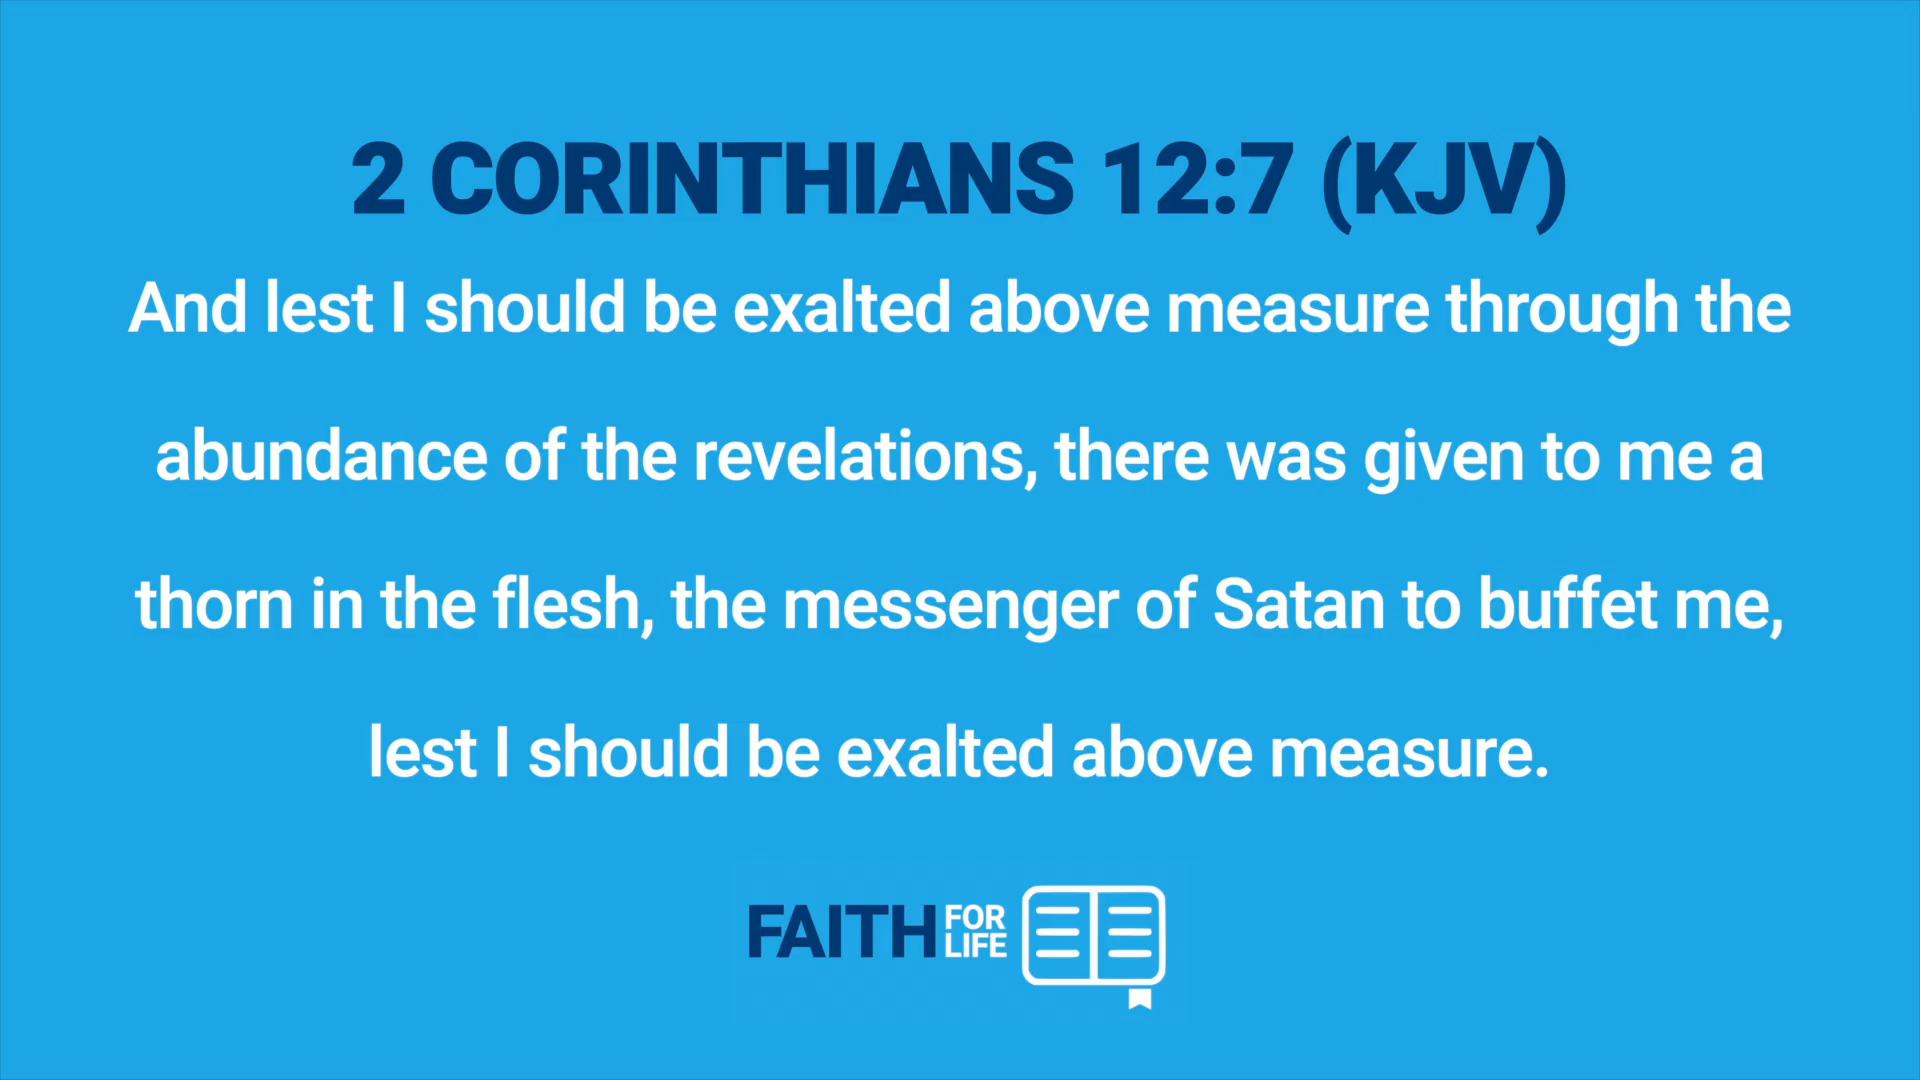 2 CORINTHIANS 12:7 (KJV)
And lest I should be exalted above measure through the
abundance of the revelations, there was given to me a
thorn in the flesh, the messenger of Satan to buffet me,
lest I should be exalted above measure.
FAITH FOR
LIFE